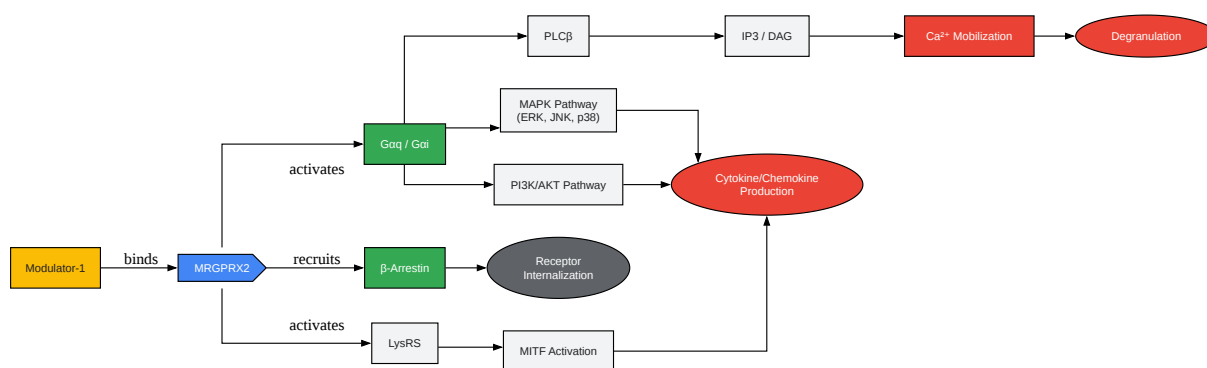 PLCβ
IP3 / DAG
Ca²⁺ Mobilization
Degranulation
MAPK Pathway
(ERK, JNK, p38)
Gαq / Gαi
activates
PI3K/AKT Pathway
Cytokine/Chemokine
Production
Modulator-1
binds
MRGPRX2
recruits
β-Arrestin
Receptor
Internalization
activates
LysRS
MITF Activation